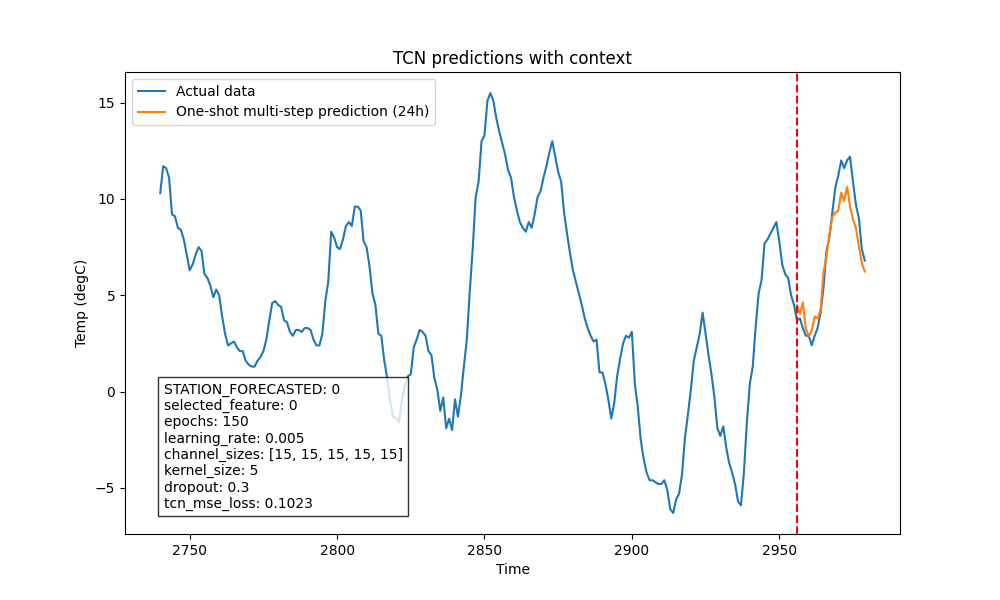 TCN predictions with context
Actual data
One-shot multi-step prediction (24h)
Temp (degC)
15
10
5
0
−5
STATION_FORECASTED: 0
selected_feature: 0
epochs: 150
learning_rate: 0.005
channel_sizes: [15, 15, 15, 15, 15]
kernel_size: 5
dropout: 0.3
tcn_mse_loss: 0.1023
2750
2800
2850
2900
2950
Time